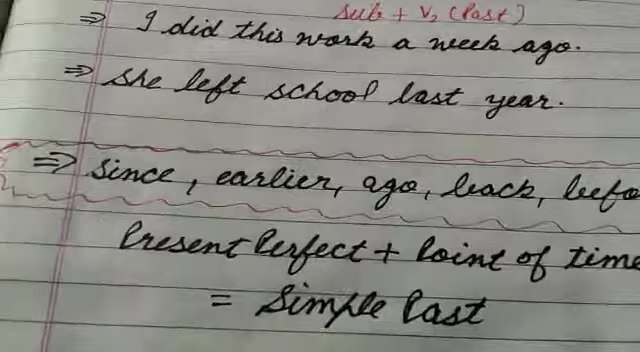 Sub + V2 (Past)
⇒ I did this work a week ago.
⇒ She left school last year.
⇒ Since, earlier, ago, back, befo
Present Perfect + Point of time
= Simple Past